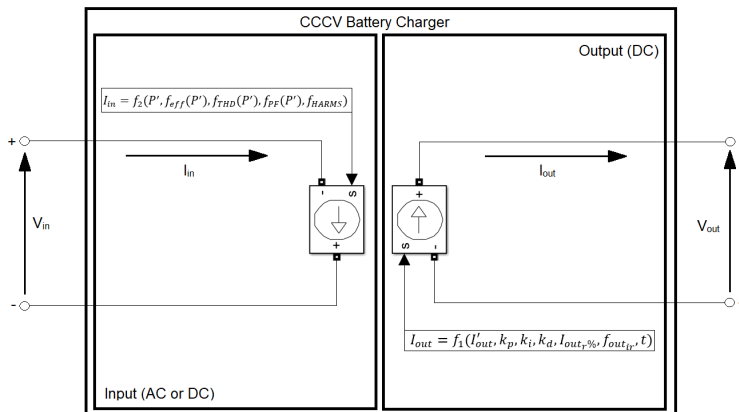 CCCV Battery Charger
Output (DC)
I_in = f_2(P′, f_eff(P′), f_THD(P′), f_PF(P′), f_HARMS)
+
I_in
I_out
- s
+
V_in
V_out
+
s -
-
-
I_out = f_1(I′_out, k_p, k_i, k_d, I_out_r%, f_out_ir, t)
Input (AC or DC)